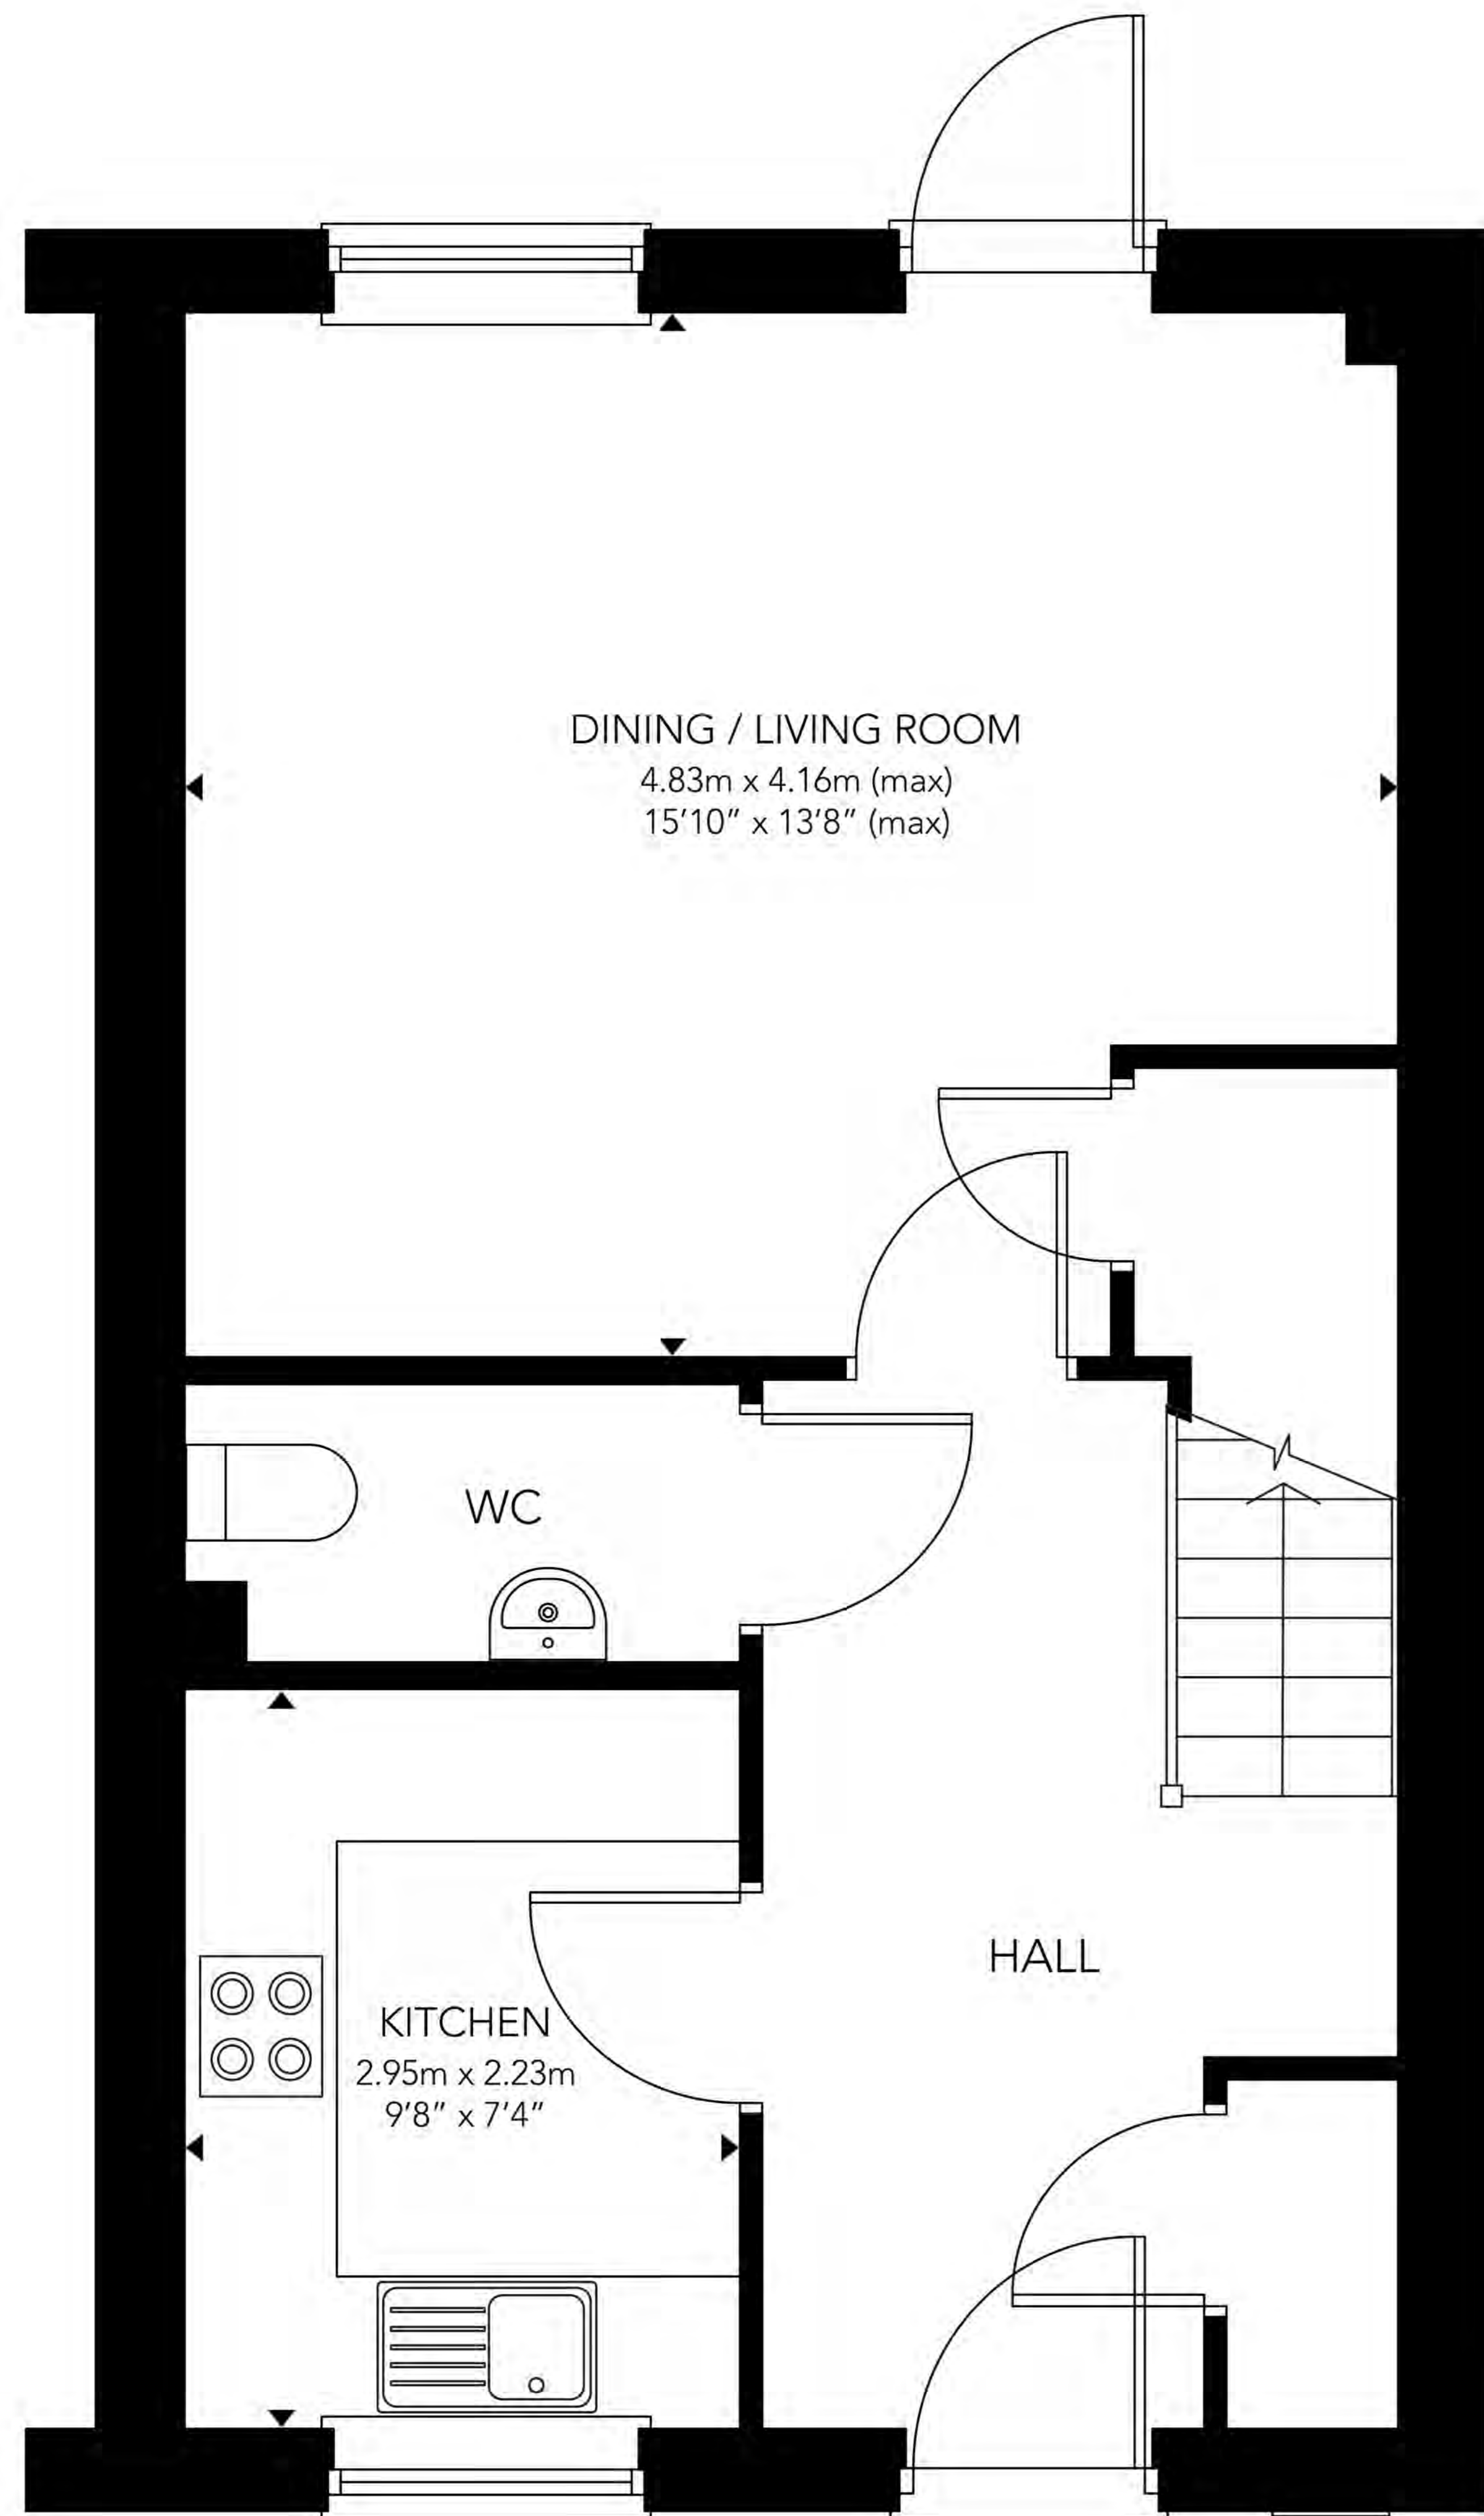 DINING / LIVING ROOM
4.83m x 4.16m (max)
15’10” x 13’8” (max)
WC
HALL
KITCHEN
2.95m x 2.23m
9’8” x 7’4”